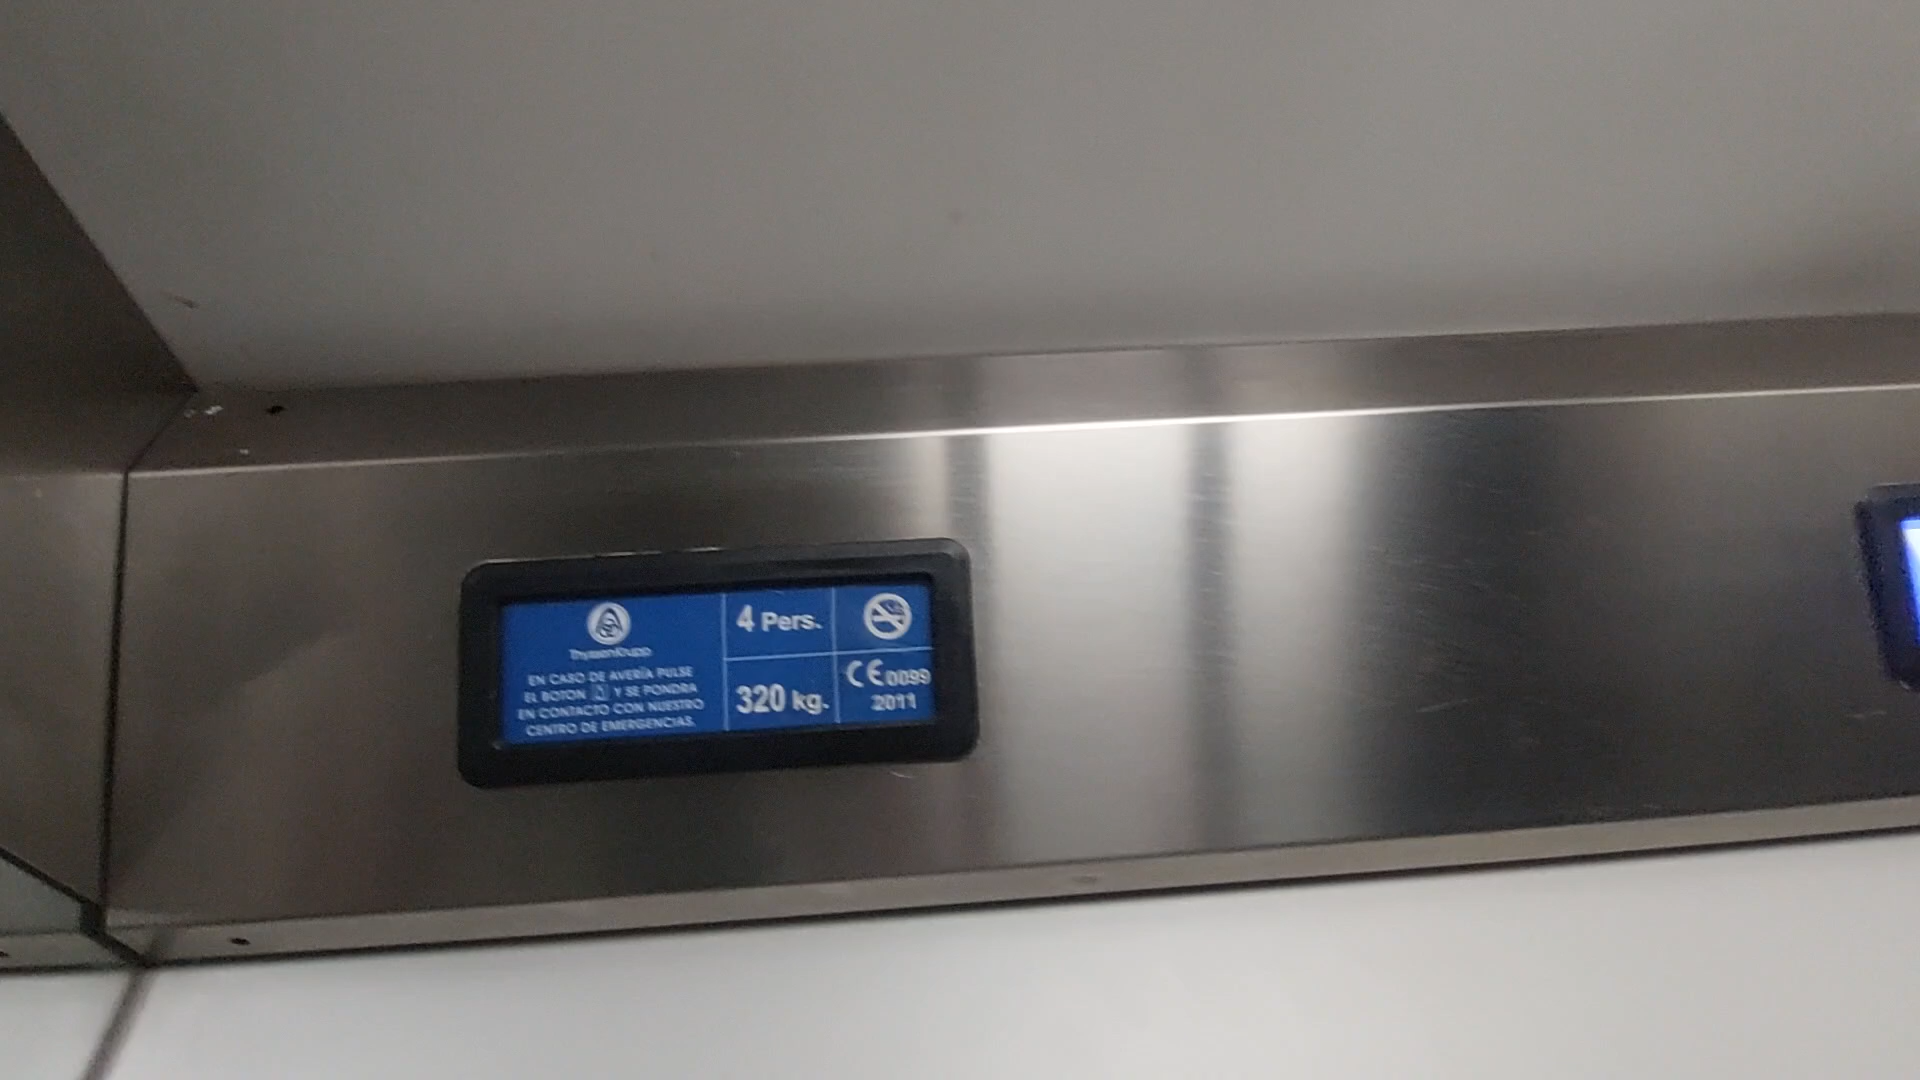 ThyssenKrupp
EN CASO DE AVERÍA PULSE
EL BOTON Y SE PONDRA
EN CONTACTO CON NUESTRO
CENTRO DE EMERGENCIAS.
4 Pers.
320 kg.
CE 0099
2011